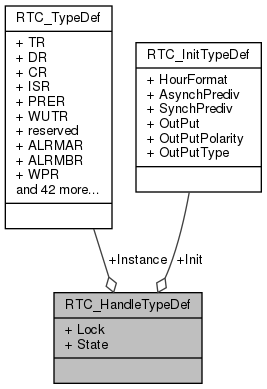 RTC_TypeDef
+ TR
+ DR
+ CR
+ ISR
+ PRER
+ WUTR
+ reserved
+ ALRMAR
+ ALRMBR
+ WPR
and 42 more...
RTC_InitTypeDef
+ HourFormat
+ AsynchPrediv
+ SynchPrediv
+ OutPut
+ OutPutPolarity
+ OutPutType
+Instance
+Init
RTC_HandleTypeDef
+ Lock
+ State